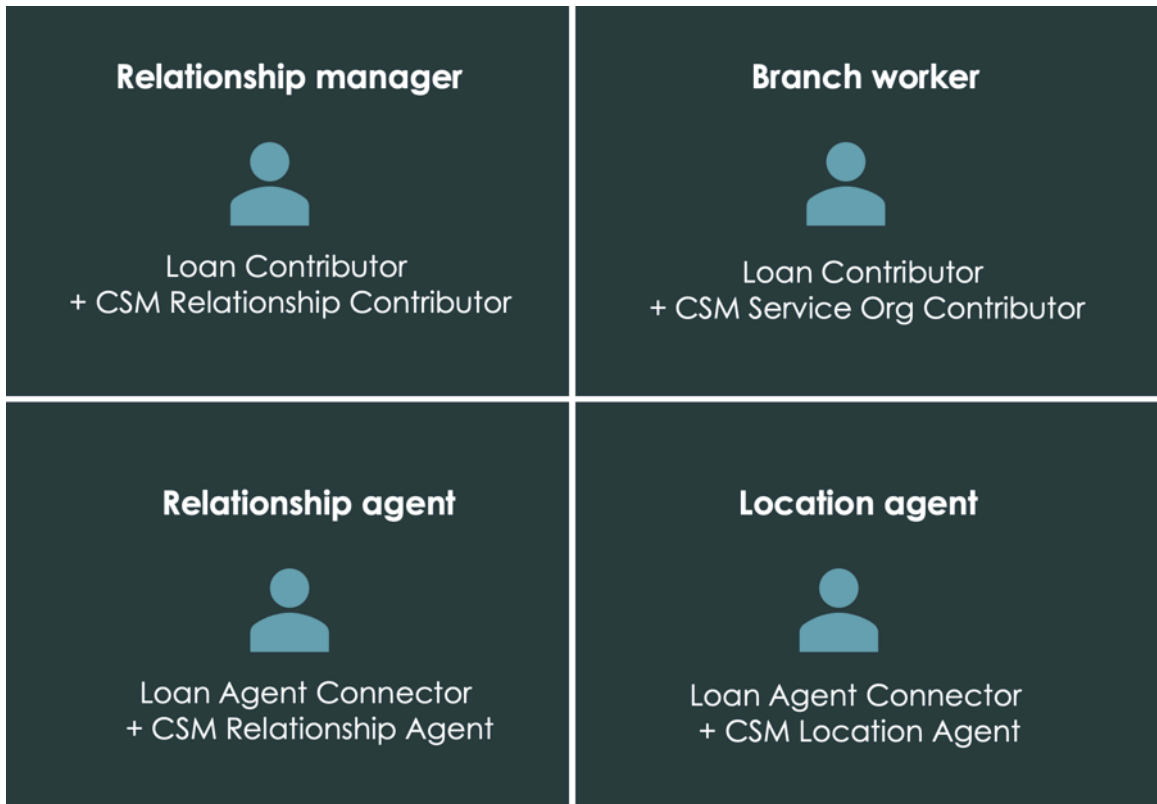 Relationship manager
Loan Contributor
+ CSM Relationship Contributor
Branch worker
Loan Contributor
+ CSM Service Org Contributor
Relationship agent
Loan Agent Connector
+ CSM Relationship Agent
Location agent
Loan Agent Connector
+ CSM Location Agent